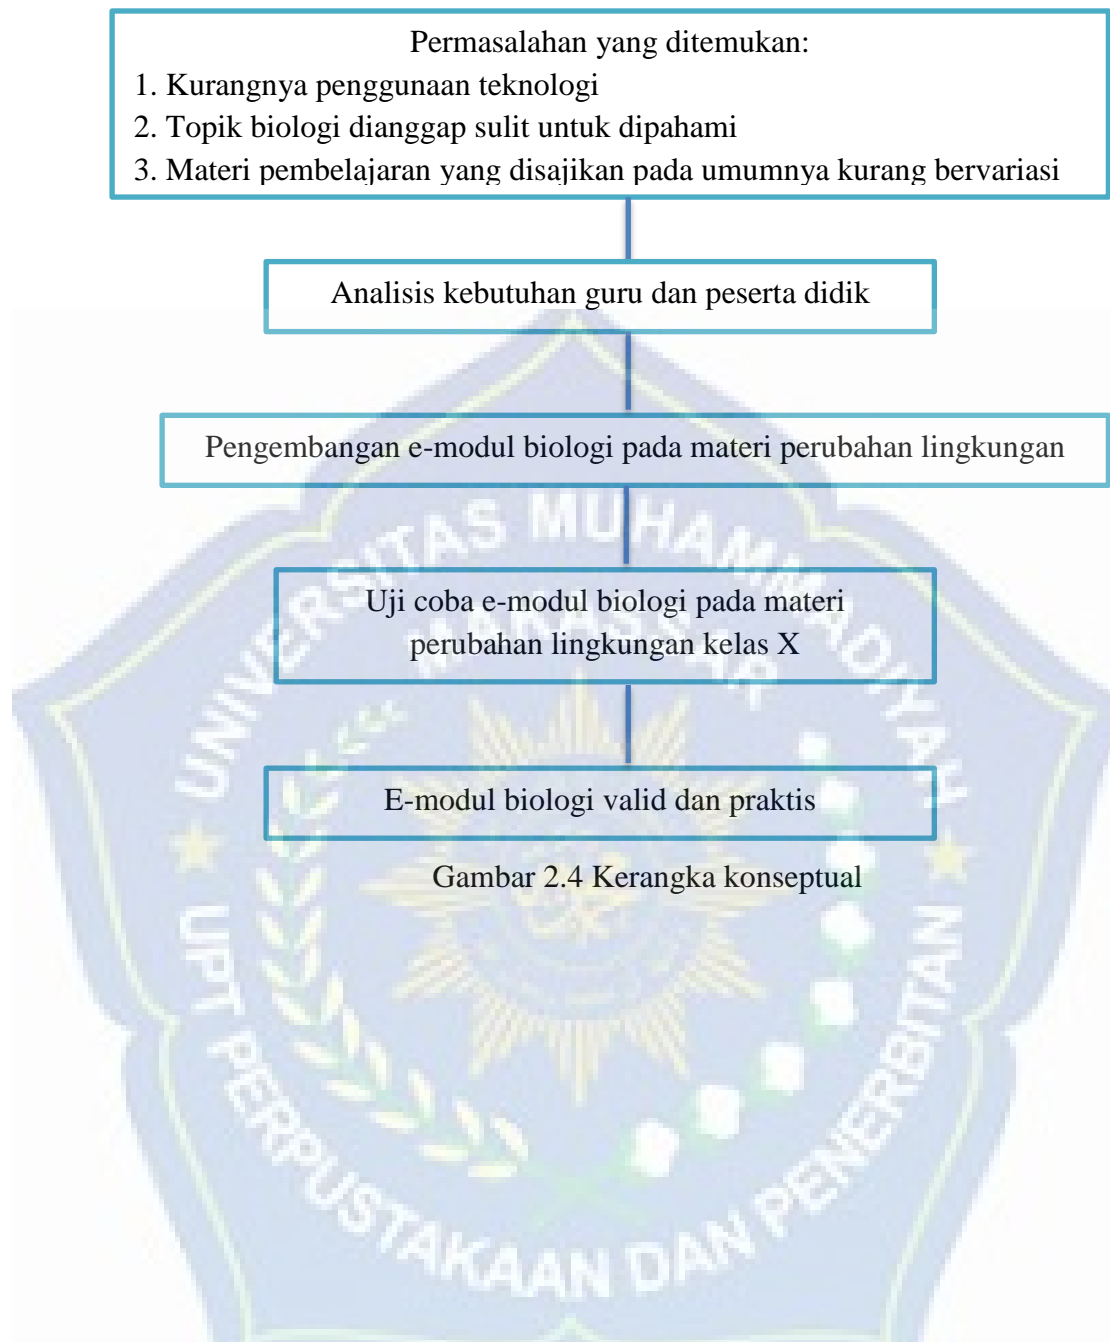 Permasalahan yang ditemukan:
1. Kurangnya penggunaan teknologi
2. Topik biologi dianggap sulit untuk dipahami
3. Materi pembelajaran yang disajikan pada umumnya kurang bervariasi
Analisis kebutuhan guru dan peserta didik
Pengembangan e-modul biologi pada materi perubahan lingkungan
UNIVERSITAS MUHAMMADIYAH
MAKASSAR
Uji coba e-modul biologi pada materi
perubahan lingkungan kelas X
E-modul biologi valid dan praktis
Gambar 2.4 Kerangka konseptual
UPT PERPUSTAKAAN DAN PENERBITAN